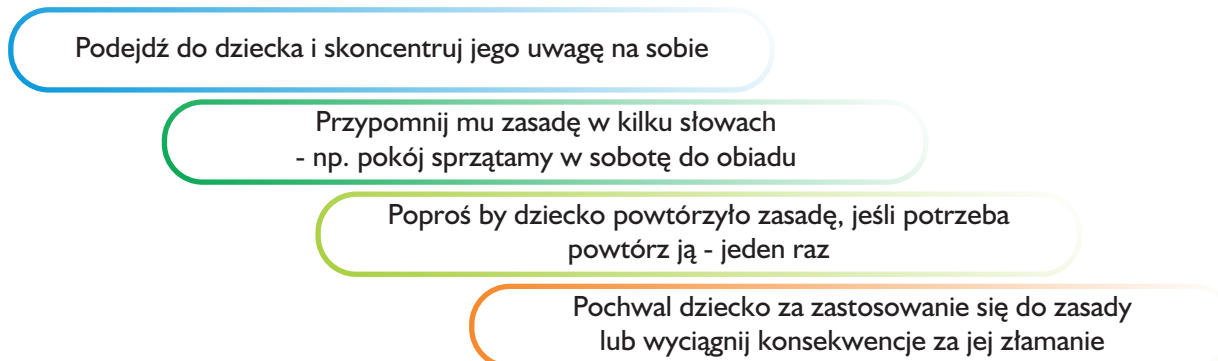 Podejdź do dziecka i skoncentruj jego uwagę na sobie
Przypomnij mu zasadę w kilku słowach
- np. pokój sprzątamy w sobotę do obiadu
Poproś by dziecko powtórzyło zasadę, jeśli potrzeba
powtórz ją - jeden raz
Pochwal dziecko za zastosowanie się do zasady
lub wyciągnij konsekwencje za jej złamanie